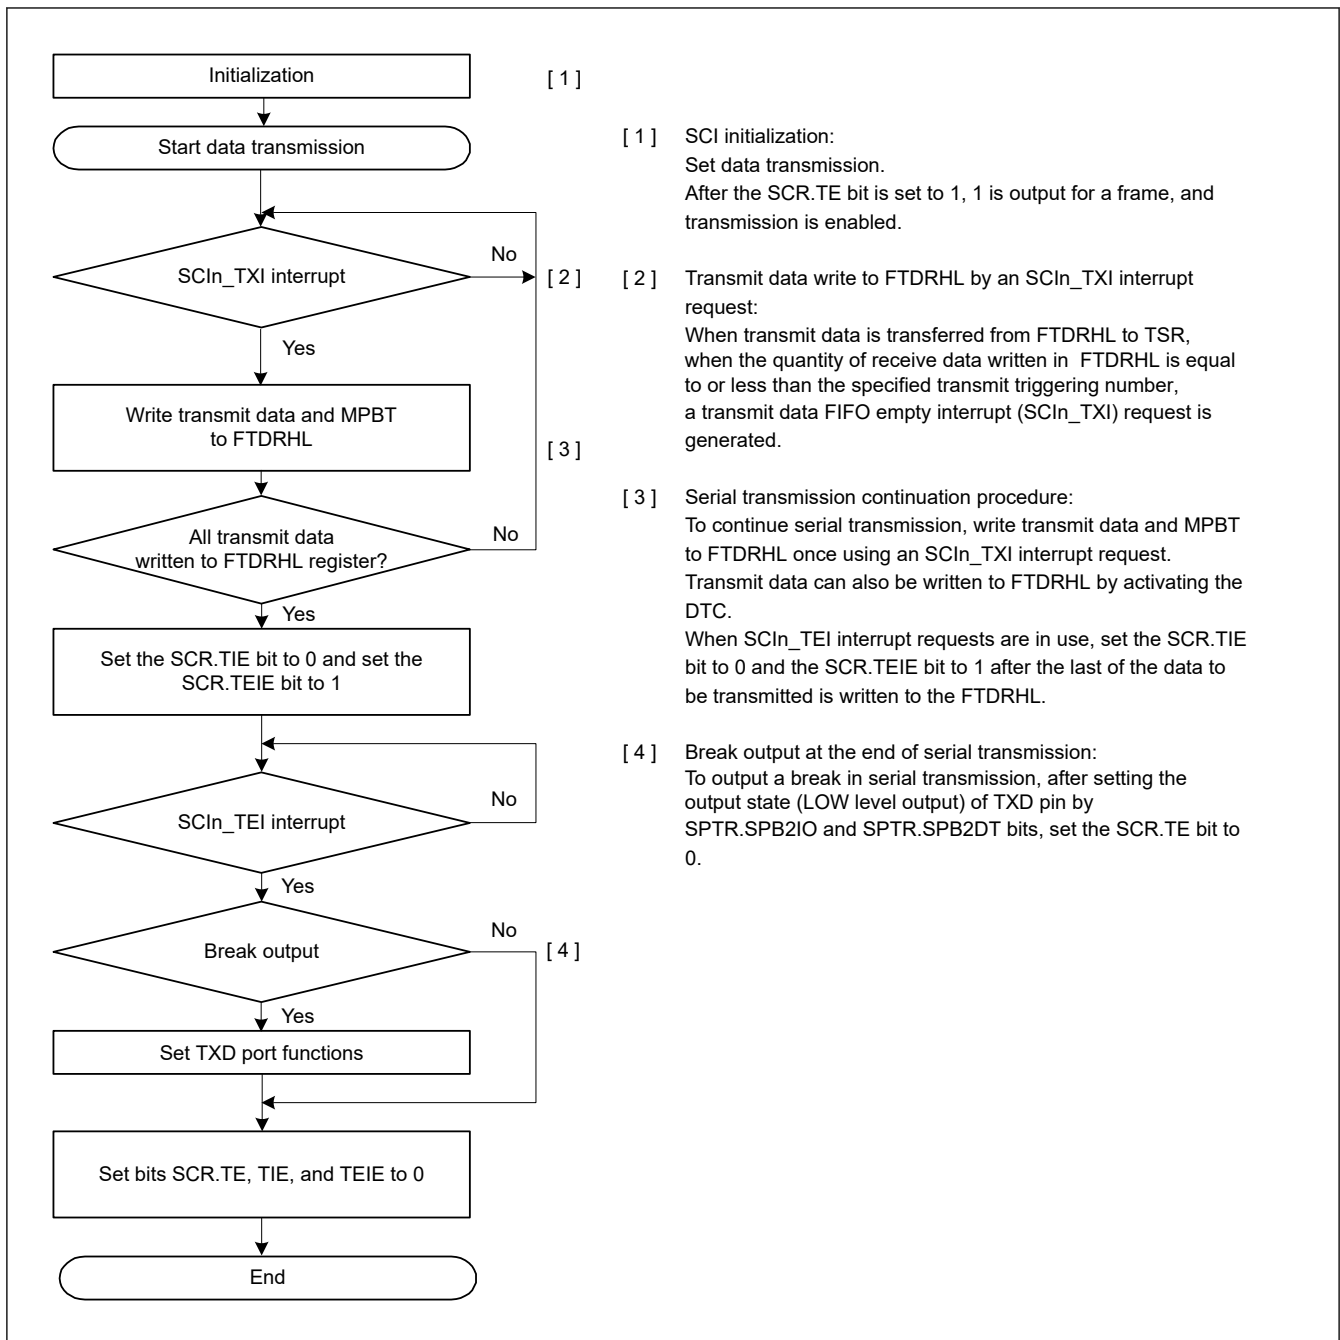 Initialization
[ 1 ]
Start data transmission
SCIn_TXI interrupt
No
[ 2 ]
Yes
Write transmit data and MPBT
to FTDRHL
[ 3 ]
All transmit data
written to FTDRHL register?
No
Yes
Set the SCR.TIE bit to 0 and set the
SCR.TEIE bit to 1
SCIn_TEI interrupt
No
Yes
Break output
No
[ 4 ]
Yes
Set TXD port functions
Set bits SCR.TE, TIE, and TEIE to 0
End
[ 1 ] SCI initialization:
Set data transmission.
After the SCR.TE bit is set to 1, 1 is output for a frame, and
transmission is enabled.
[ 2 ] Transmit data write to FTDRHL by an SCIn_TXI interrupt
request:
When transmit data is transferred from FTDRHL to TSR,
when the quantity of receive data written in FTDRHL is equal
to or less than the specified transmit triggering number,
a transmit data FIFO empty interrupt (SCIn_TXI) request is
generated.
[ 3 ] Serial transmission continuation procedure:
To continue serial transmission, write transmit data and MPBT
to FTDRHL once using an SCIn_TXI interrupt request.
Transmit data can also be written to FTDRHL by activating the
DTC.
When SCIn_TEI interrupt requests are in use, set the SCR.TIE
bit to 0 and the SCR.TEIE bit to 1 after the last of the data to
be transmitted is written to the FTDRHL.
[ 4 ] Break output at the end of serial transmission:
To output a break in serial transmission, after setting the
output state (LOW level output) of TXD pin by
SPTR.SPB2IO and SPTR.SPB2DT bits, set the SCR.TE bit to
0.